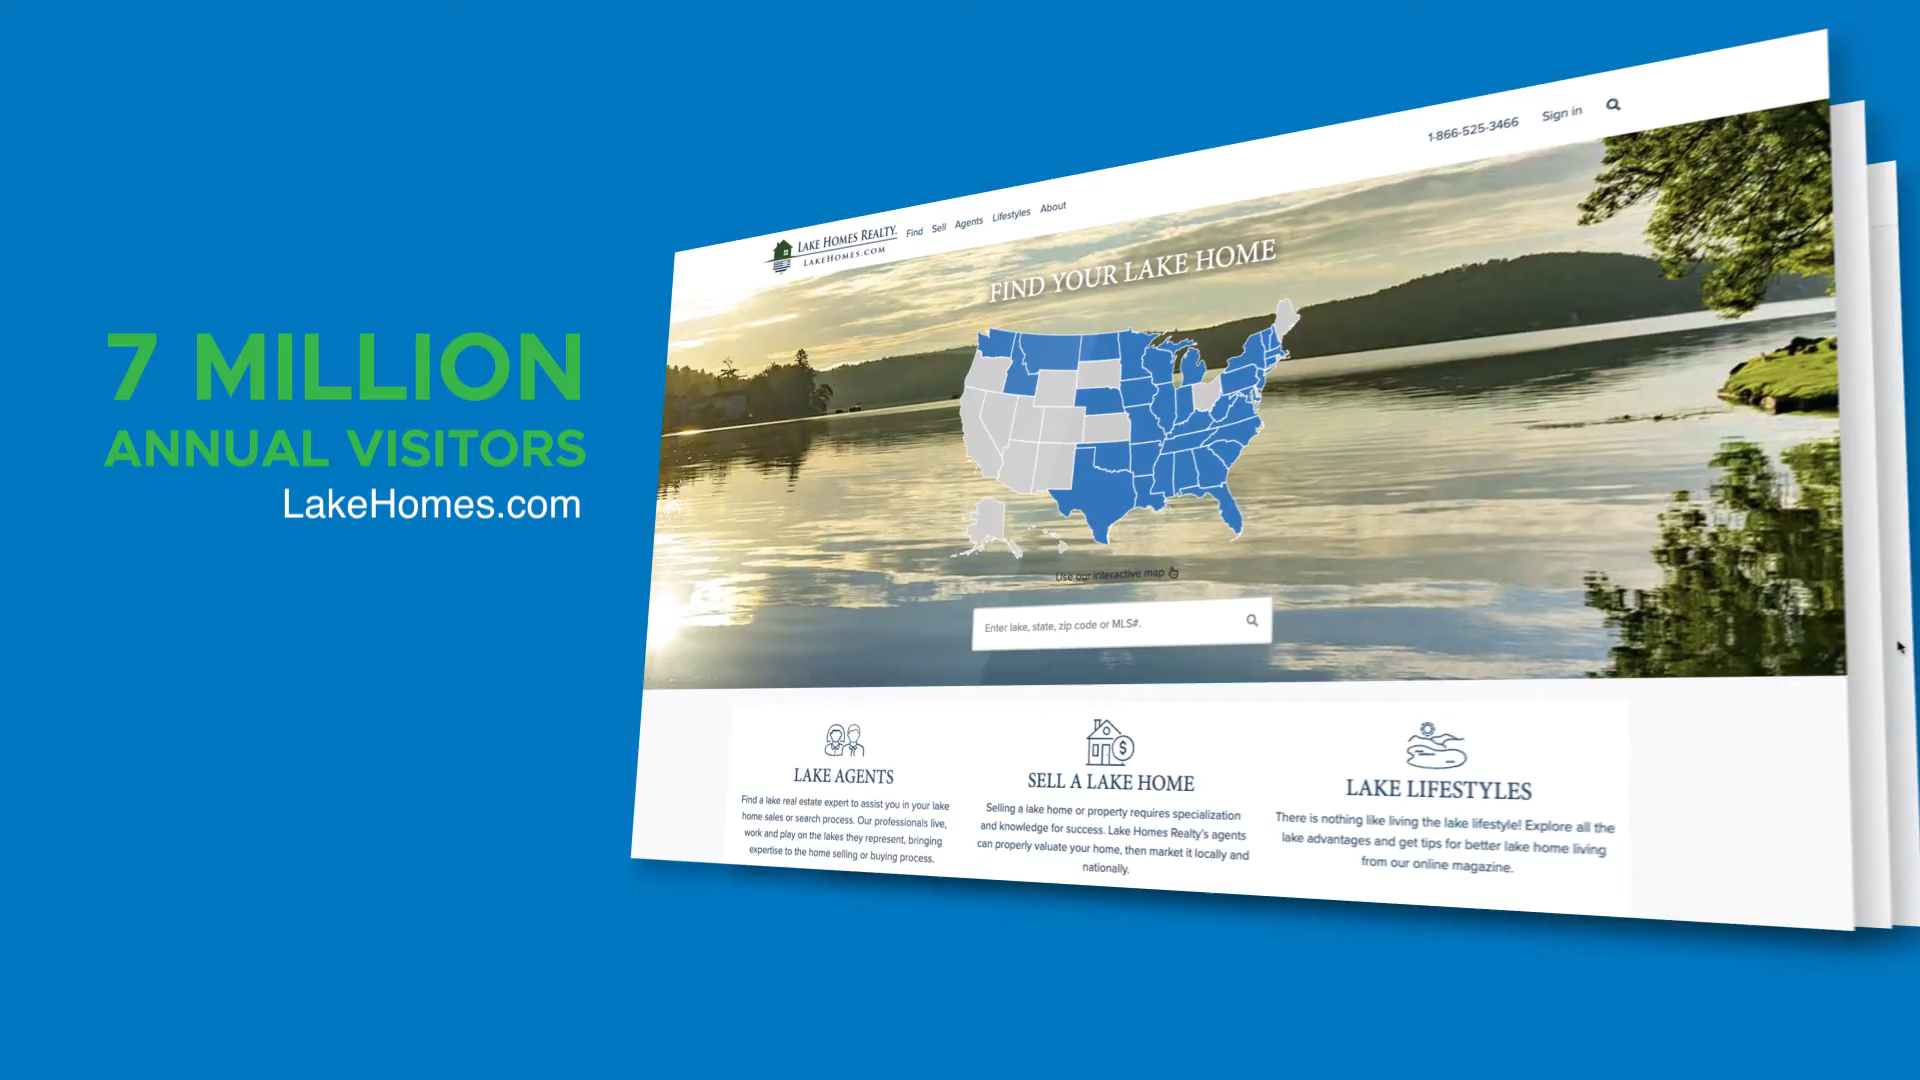 7 MILLION
ANNUAL VISITORS
LakeHomes.com
LAKE HOMES REALTY.
LAKEHOMES.COM
Find Sell Agents Lifestyles About
1-866-525-3466 Sign in
FIND YOUR LAKE HOME
Use our interactive map
Enter lake, state, zip code or MLS#.
LAKE AGENTS
Find a lake real estate expert to assist you in your lake
home sales or search process. Our professionals live,
work and play on the lakes they represent, bringing
expertise to the home selling or buying process.
SELL A LAKE HOME
Selling a lake home or property requires specialization
and knowledge for success. Lake Homes Realty's agents
can properly valuate your home, then market it locally and
nationally.
LAKE LIFESTYLES
There is nothing like living the lake lifestyle! Explore all the
lake advantages and get tips for better lake home living
from our online magazine.